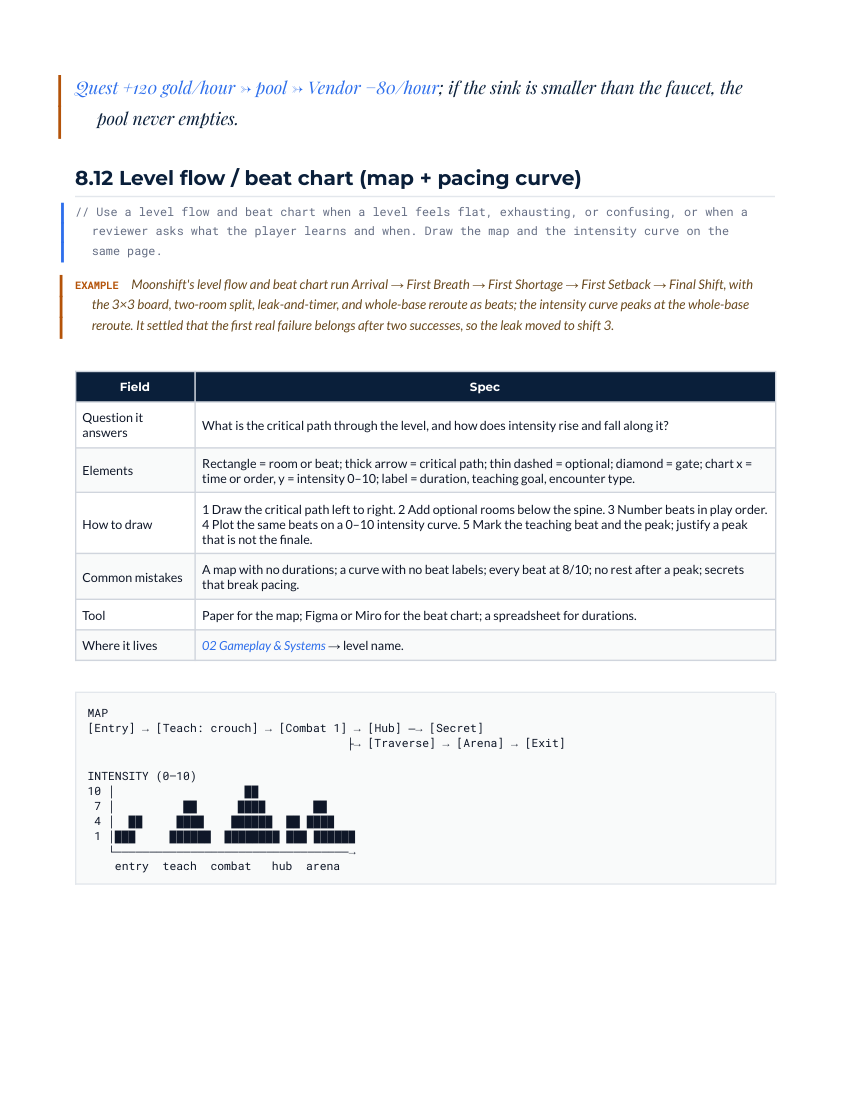 Quest +120 gold/hour → pool → Vendor −80/hour; if the sink is smaller than the faucet, the
pool never empties.
8.12 Level flow / beat chart (map + pacing curve)
// Use a level flow and beat chart when a level feels flat, exhausting, or confusing, or when a
reviewer asks what the player learns and when. Draw the map and the intensity curve on the
same page.
EXAMPLE Moonshift's level flow and beat chart run Arrival → First Breath → First Shortage → First Setback → Final Shift, with
the 3×3 board, two-room split, leak-and-timer, and whole-base reroute as beats; the intensity curve peaks at the whole-base
reroute. It settled that the first real failure belongs after two successes, so the leak moved to shift 3.
Field Spec
Question it
answers
What is the critical path through the level, and how does intensity rise and fall along it?
Elements
Rectangle = room or beat; thick arrow = critical path; thin dashed = optional; diamond = gate; chart x =
time or order, y = intensity 0–10; label = duration, teaching goal, encounter type.
How to draw
1 Draw the critical path left to right. 2 Add optional rooms below the spine. 3 Number beats in play order.
4 Plot the same beats on a 0–10 intensity curve. 5 Mark the teaching beat and the peak; justify a peak
that is not the finale.
Common mistakes
A map with no durations; a curve with no beat labels; every beat at 8/10; no rest after a peak; secrets
that break pacing.
Tool
Paper for the map; Figma or Miro for the beat chart; a spreadsheet for durations.
Where it lives
02 Gameplay & Systems → level name.
MAP
[Entry] → [Teach: crouch] → [Combat 1] → [Hub] —→ [Secret]
├→ [Traverse] → [Arena] → [Exit]
INTENSITY (0–10)
10
7
4
1
entry teach combat hub arena